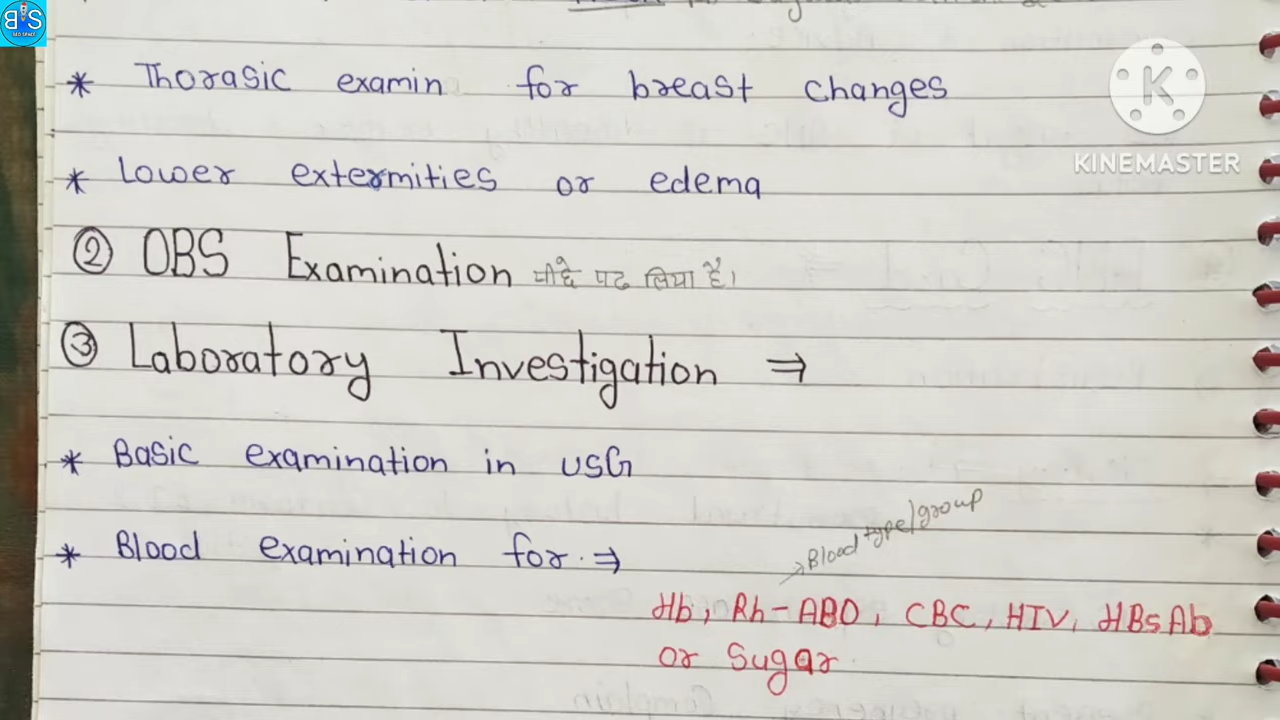 BIS
* Thorasic examin for breast changes
KINEMASTER
* Lower extermities or edema
② OBS Examination पीछे पढ लिया है।
③ Laboratory Investigation ⇒
* Basic examination in USG
* Blood examination for ⇒
→ Blood type/group
Hb, Rh-ABO, CBC, HIV, HBsAb
or Sugar